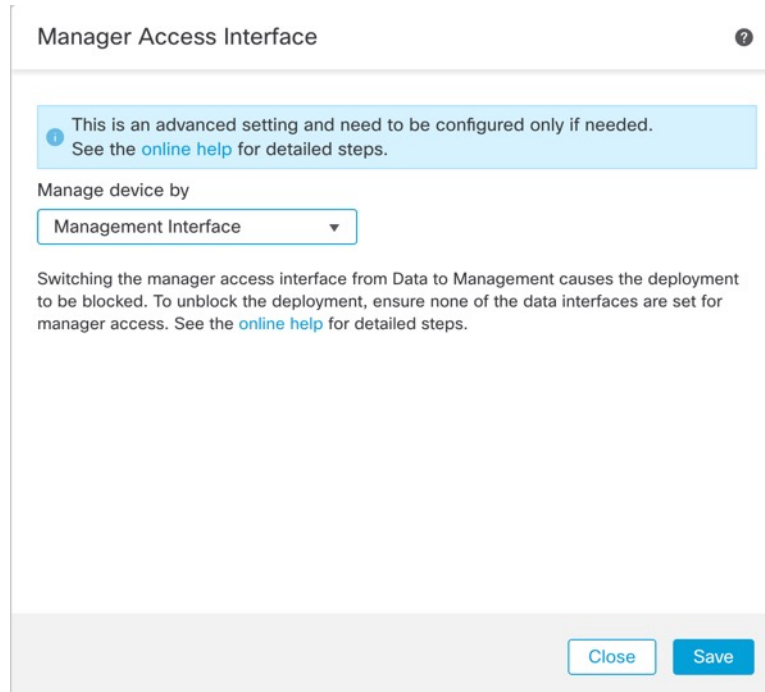 Manager Access Interface
This is an advanced setting and need to be configured only if needed.
See the online help for detailed steps.
Manage device by
Management Interface
Switching the manager access interface from Data to Management causes the deployment
to be blocked. To unblock the deployment, ensure none of the data interfaces are set for
manager access. See the online help for detailed steps.
Close
Save